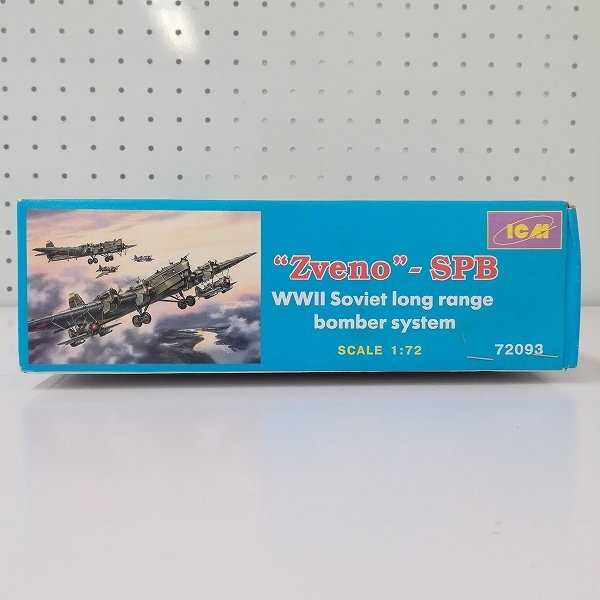 ICM
"Zveno"- SPB
WWII Soviet long range
bomber system
SCALE 1:72
72093